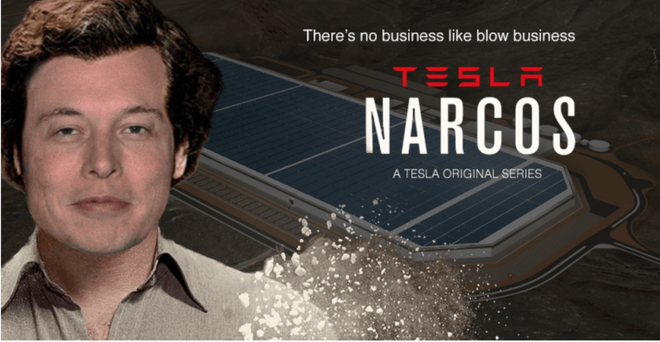 There's no business like blow business
TESLA
NARCOS
A TESLA ORIGINAL SERIES